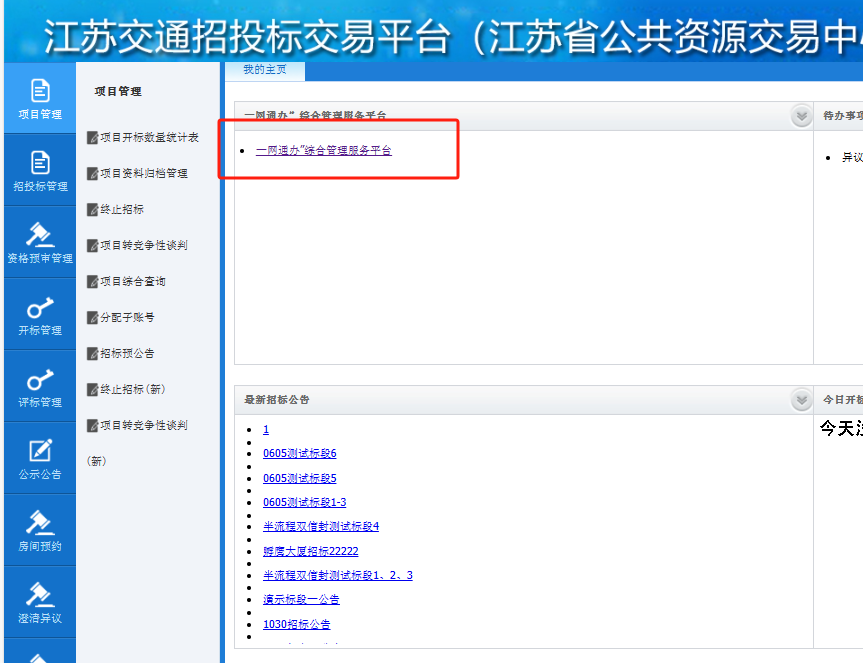 江苏交通招投标交易平台（江苏省公共资源交易中
我的主页
项目管理
招投标管理
资格预审管理
开标管理
评标管理
公示公告
房间预约
澄清异议
项目管理
项目开标数量统计表
项目资料归档管理
终止招标
项目转竞争性谈判
项目综合查询
分配子账号
招标预公告
终止招标(新)
项目转竞争性谈判
(新)
一网通办”综合管理服务平台
一网通办”综合管理服务平台
待办事项
异议
最新招标公告
1
0605测试标段6
0605测试标段5
0605测试标段1-3
半流程双信封测试标段4
孵鹰大厦招标22222
半流程双信封测试标段1、2、3
演示标段一公告
1030招标公告
今日开标
今天没